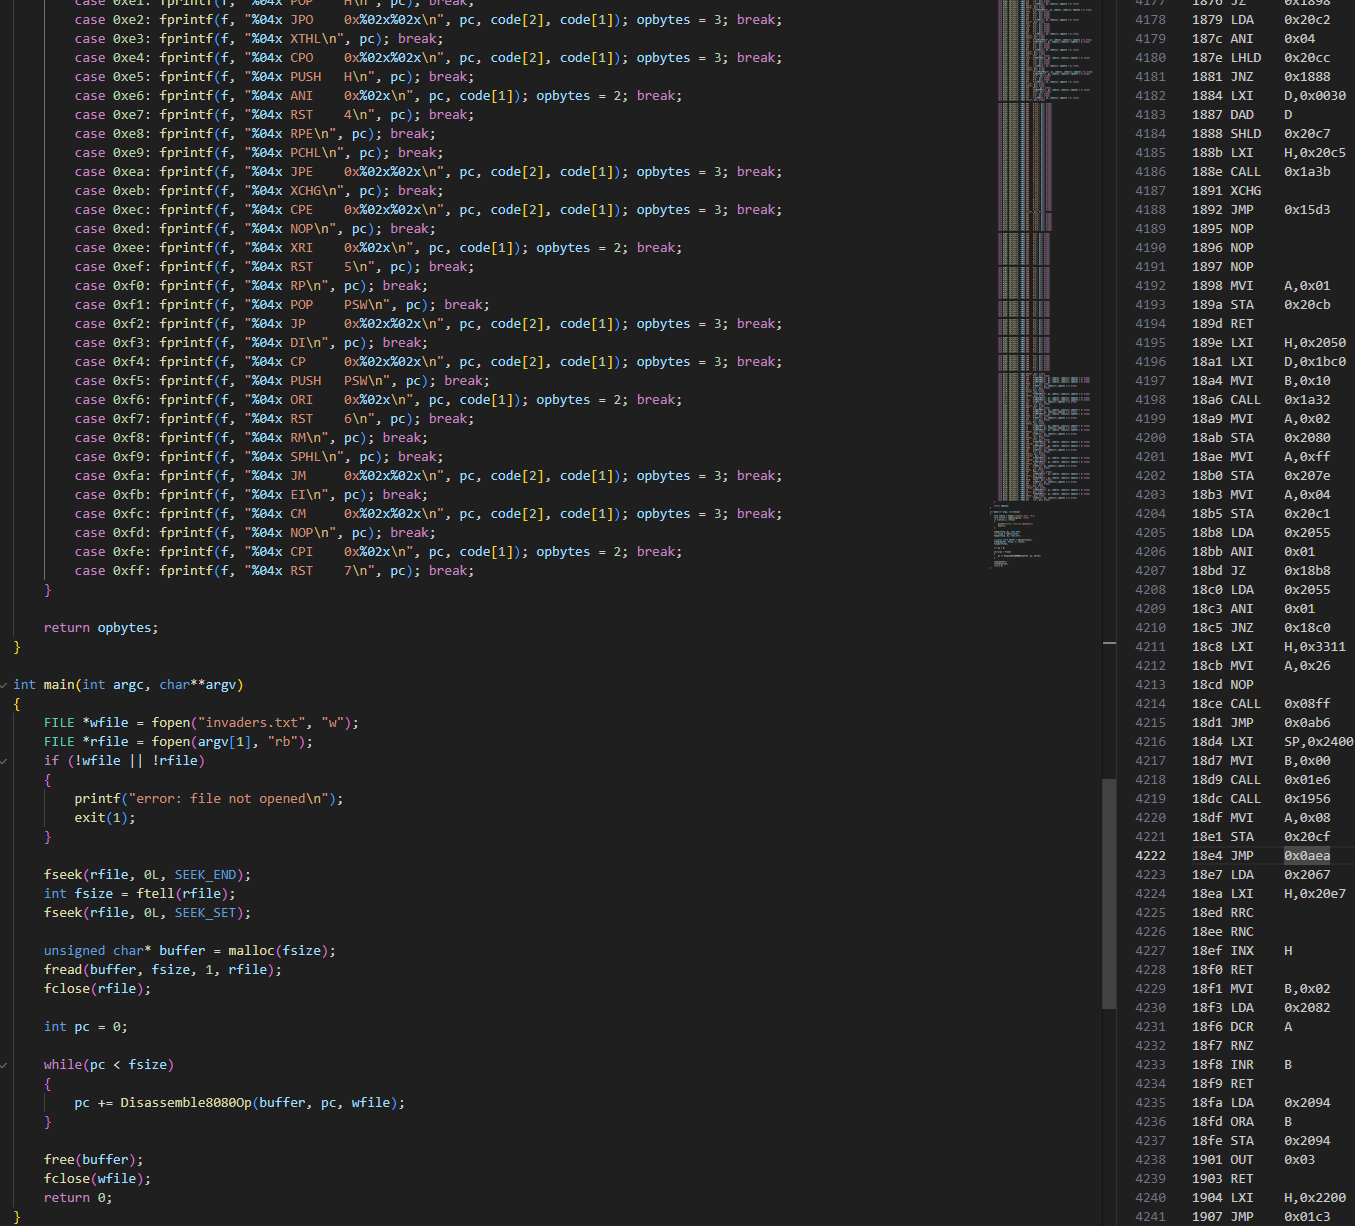 case 0xe1: fprintf(f, "%04x POP    H\n", pc); break;
case 0xe2: fprintf(f, "%04x JPO    0x%02x%02x\n", pc, code[2], code[1]); opbytes = 3; break;
case 0xe3: fprintf(f, "%04x XTHL\n", pc); break;
case 0xe4: fprintf(f, "%04x CPO    0x%02x%02x\n", pc, code[2], code[1]); opbytes = 3; break;
case 0xe5: fprintf(f, "%04x PUSH   H\n", pc); break;
case 0xe6: fprintf(f, "%04x ANI    0x%02x\n", pc, code[1]); opbytes = 2; break;
case 0xe7: fprintf(f, "%04x RST    4\n", pc); break;
case 0xe8: fprintf(f, "%04x RPE\n", pc); break;
case 0xe9: fprintf(f, "%04x PCHL\n", pc); break;
case 0xea: fprintf(f, "%04x JPE    0x%02x%02x\n", pc, code[2], code[1]); opbytes = 3; break;
case 0xeb: fprintf(f, "%04x XCHG\n", pc); break;
case 0xec: fprintf(f, "%04x CPE    0x%02x%02x\n", pc, code[2], code[1]); opbytes = 3; break;
case 0xed: fprintf(f, "%04x NOP\n", pc); break;
case 0xee: fprintf(f, "%04x XRI    0x%02x\n", pc, code[1]); opbytes = 2; break;
case 0xef: fprintf(f, "%04x RST    5\n", pc); break;
case 0xf0: fprintf(f, "%04x RP\n", pc); break;
case 0xf1: fprintf(f, "%04x POP    PSW\n", pc); break;
case 0xf2: fprintf(f, "%04x JP     0x%02x%02x\n", pc, code[2], code[1]); opbytes = 3; break;
case 0xf3: fprintf(f, "%04x DI\n", pc); break;
case 0xf4: fprintf(f, "%04x CP     0x%02x%02x\n", pc, code[2], code[1]); opbytes = 3; break;
case 0xf5: fprintf(f, "%04x PUSH   PSW\n", pc); break;
case 0xf6: fprintf(f, "%04x ORI    0x%02x\n", pc, code[1]); opbytes = 2; break;
case 0xf7: fprintf(f, "%04x RST    6\n", pc); break;
case 0xf8: fprintf(f, "%04x RM\n", pc); break;
case 0xf9: fprintf(f, "%04x SPHL\n", pc); break;
case 0xfa: fprintf(f, "%04x JM     0x%02x%02x\n", pc, code[2], code[1]); opbytes = 3; break;
case 0xfb: fprintf(f, "%04x EI\n", pc); break;
case 0xfc: fprintf(f, "%04x CM     0x%02x%02x\n", pc, code[2], code[1]); opbytes = 3; break;
case 0xfd: fprintf(f, "%04x NOP\n", pc); break;
case 0xfe: fprintf(f, "%04x CPI    0x%02x\n", pc, code[1]); opbytes = 2; break;
case 0xff: fprintf(f, "%04x RST    7\n", pc); break;
}
return opbytes;
}
int main(int argc, char**argv)
{
FILE *wfile = fopen("invaders.txt", "w");
FILE *rfile = fopen(argv[1], "rb");
if (!wfile || !rfile)
{
printf("error: file not opened\n");
exit(1);
}
fseek(rfile, 0L, SEEK_END);
int fsize = ftell(rfile);
fseek(rfile, 0L, SEEK_SET);
unsigned char* buffer = malloc(fsize);
fread(buffer, fsize, 1, rfile);
fclose(rfile);
int pc = 0;
while(pc < fsize)
{
pc += Disassemble8080Op(buffer, pc, wfile);
}
free(buffer);
fclose(wfile);
return 0;
}
4177 1876 JZ 0x1898
4178 1879 LDA 0x20c2
4179 187c ANI 0x04
4180 187e LHLD 0x20cc
4181 1881 JNZ 0x1888
4182 1884 LXI D,0x0030
4183 1887 DAD D
4184 1888 SHLD 0x20c7
4185 188b LXI H,0x20c5
4186 188e CALL 0x1a3b
4187 1891 XCHG
4188 1892 JMP 0x15d3
4189 1895 NOP
4190 1896 NOP
4191 1897 NOP
4192 1898 MVI A,0x01
4193 189a STA 0x20cb
4194 189d RET
4195 189e LXI H,0x2050
4196 18a1 LXI D,0x1bc0
4197 18a4 MVI B,0x10
4198 18a6 CALL 0x1a32
4199 18a9 MVI A,0x02
4200 18ab STA 0x2080
4201 18ae MVI A,0xff
4202 18b0 STA 0x207e
4203 18b3 MVI A,0x04
4204 18b5 STA 0x20c1
4205 18b8 LDA 0x2055
4206 18bb ANI 0x01
4207 18bd JZ 0x18b8
4208 18c0 LDA 0x2055
4209 18c3 ANI 0x01
4210 18c5 JNZ 0x18c0
4211 18c8 LXI H,0x3311
4212 18cb MVI A,0x26
4213 18cd NOP
4214 18ce CALL 0x08ff
4215 18d1 JMP 0x0ab6
4216 18d4 LXI SP,0x2400
4217 18d7 MVI B,0x00
4218 18d9 CALL 0x01e6
4219 18dc CALL 0x1956
4220 18df MVI A,0x08
4221 18e1 STA 0x20cf
4222 18e4 JMP 0x0aea
4223 18e7 LDA 0x2067
4224 18ea LXI H,0x20e7
4225 18ed RRC
4226 18ee RNC
4227 18ef INX H
4228 18f0 RET
4229 18f1 MVI B,0x02
4230 18f3 LDA 0x2082
4231 18f6 DCR A
4232 18f7 RNZ
4233 18f8 INR B
4234 18f9 RET
4235 18fa LDA 0x2094
4236 18fd ORA B
4237 18fe STA 0x2094
4238 1901 OUT 0x03
4239 1903 RET
4240 1904 LXI H,0x2200
4241 1907 JMP 0x01c3